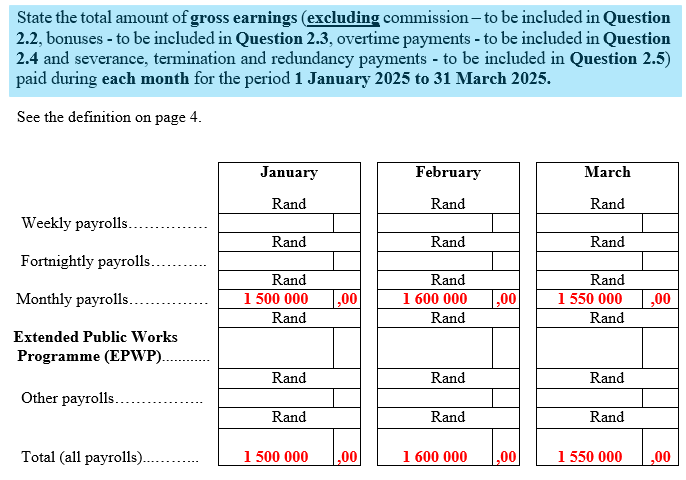 State the total amount of gross earnings (excluding commission – to be included in Question
2.2, bonuses - to be included in Question 2.3, overtime payments - to be included in Question
2.4 and severance, termination and redundancy payments - to be included in Question 2.5)
paid during each month for the period 1 January 2025 to 31 March 2025.
See the definition on page 4.
January February March
Rand Rand Rand
Weekly payrolls..............
Rand Rand Rand
Fortnightly payrolls..........
Rand Rand Rand
Monthly payrolls.............. 1 500 000 ,00 1 600 000 ,00 1 550 000 ,00
Rand Rand Rand
Extended Public Works
Programme (EPWP)............
Rand Rand Rand
Other payrolls................
Rand Rand Rand
Total (all payrolls)........... 1 500 000 ,00 1 600 000 ,00 1 550 000 ,00